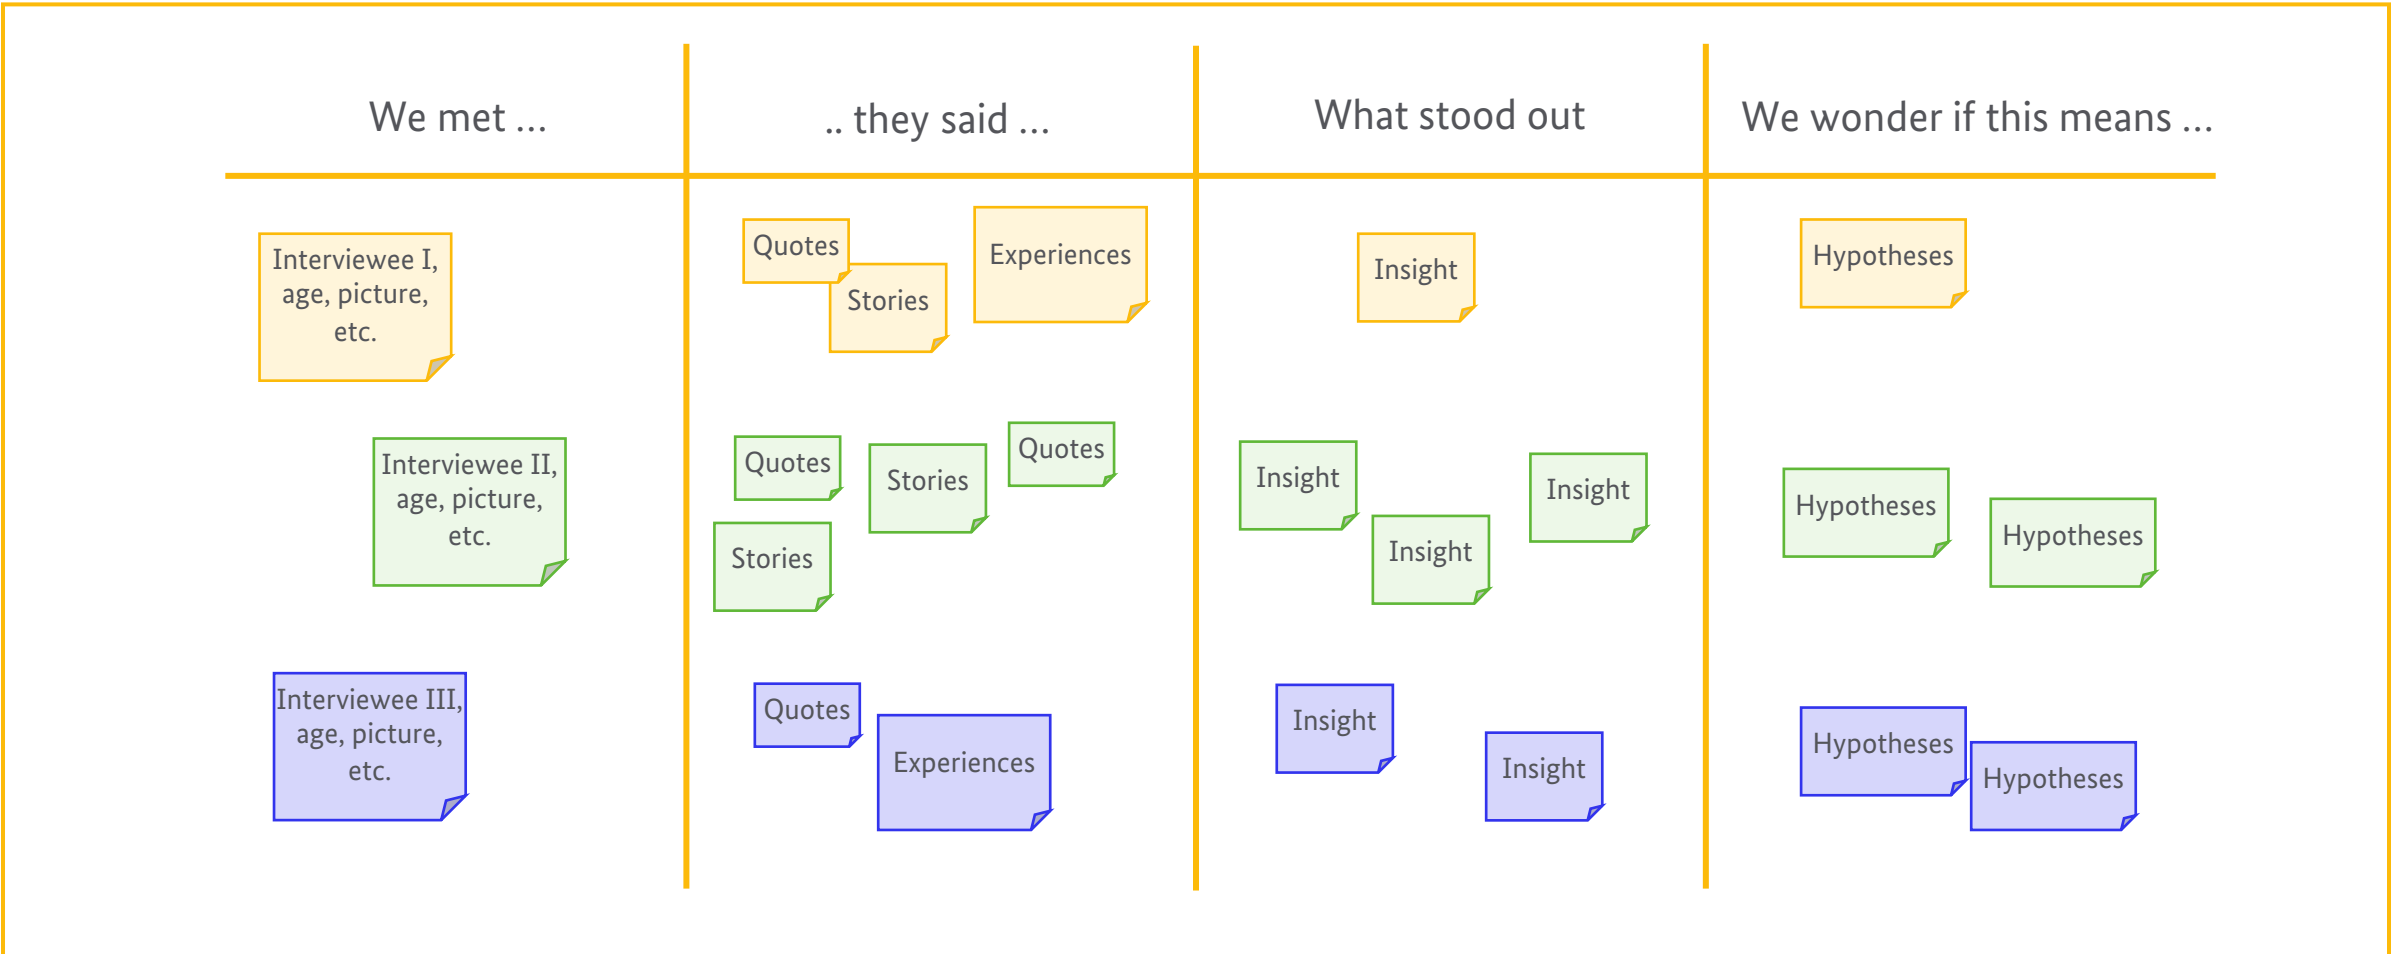 We met ...
.. they said ...
What stood out
We wonder if this means ...
Interviewee I,
age, picture,
etc.
Quotes
Stories
Experiences
Insight
Hypotheses
Interviewee II,
age, picture,
etc.
Quotes
Stories
Quotes
Stories
Insight
Insight
Insight
Hypotheses
Hypotheses
Interviewee III,
age, picture,
etc.
Quotes
Experiences
Insight
Insight
Hypotheses
Hypotheses